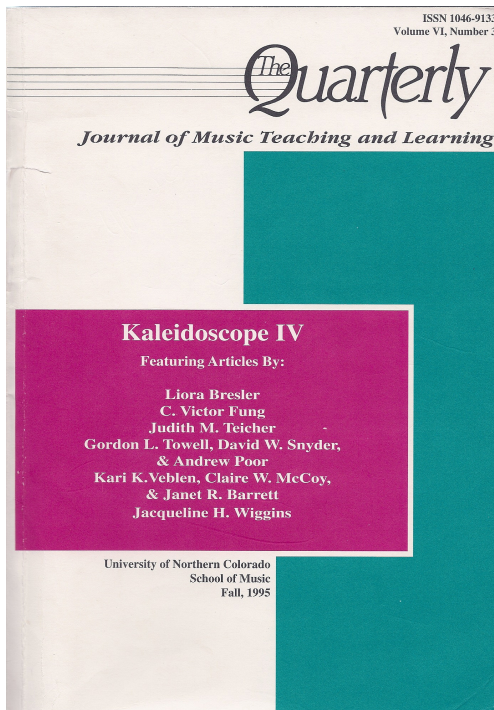 ISSN 1046-9133
Volume VI, Number 3
The Quarterly
Journal of Music Teaching and Learning
Kaleidoscope IV
Featuring Articles By:
Liora Bresler
C. Victor Fung
Judith M. Teicher
Gordon L. Towell, David W. Snyder,
& Andrew Poor
Kari K.Veblen, Claire W. McCoy,
& Janet R. Barrett
Jacqueline H. Wiggins
University of Northern Colorado
School of Music
Fall, 1995